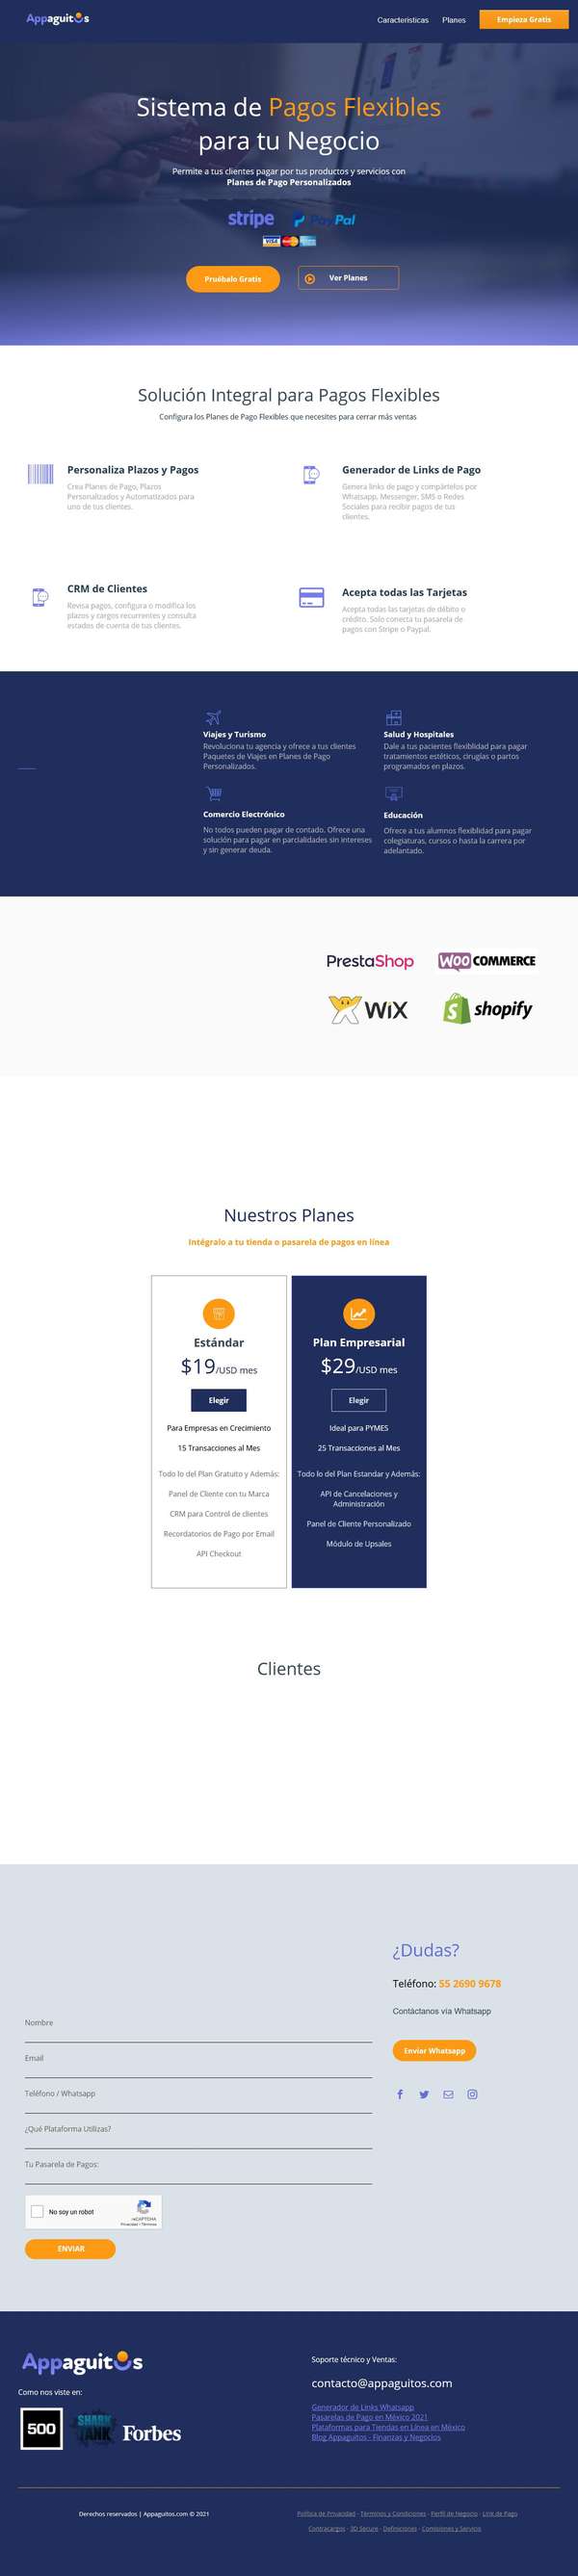 Appaguitos
Caracteristicas
Planes
Empieza Gratis
Sistema de Pagos Flexibles
para tu Negocio
Permite a tus clientes pagar por tus productos y servicios con
Planes de Pago Personalizados
stripe
PayPal
VISA
Pruébalo Gratis
Ver Planes
Solución Integral para Pagos Flexibles
Configura los Planes de Pago Flexibles que necesites para cerrar más ventas
Personaliza Plazos y Pagos
Crea Planes de Pago, Plazos
Personalizados y Automatizados para
uno de tus clientes.
Generador de Links de Pago
Genera links de pago y compártelos por
Whatsapp, Messenger, SMS o Redes
Sociales para recibir pagos de tus
clientes.
CRM de Clientes
Revisa pagos, configura o modifica los
plazos y cargos recurrentes y consulta
estados de cuenta de tus clientes.
Acepta todas las Tarjetas
Acepta todas las tarjetas de débito o
crédito. Solo conecta tu pasarela de
pagos con Stripe o Paypal.
Viajes y Turismo
Revoluciona tu agencia y ofrece a tus clientes
Paquetes de Viajes en Planes de Pago
Personalizados.
Salud y Hospitales
Dale a tus pacientes flexiblidad para pagar
tratamientos estéticos, cirugías o partos
programados en plazos.
Comercio Electrónico
No todos pueden pagar de contado. Ofrece una
solución para pagar en parcialidades sin intereses
y sin generar deuda.
Educación
Ofrece a tus alumnos flexiblidad para pagar
colegiaturas, cursos o hasta la carrera por
adelantado.
PrestaShop
WOO COMMERCE
WiX
shopify
Nuestros Planes
Intégralo a tu tienda o pasarela de pagos en línea
Estándar
$19/USD mes
Elegir
Para Empresas en Crecimiento
15 Transacciones al Mes
Todo lo del Plan Gratuito y Además:
Panel de Cliente con tu Marca
CRM para Control de clientes
Recordatorios de Pago por Email
API Checkout
Plan Empresarial
$29/USD mes
Elegir
Ideal para PYMES
25 Transacciones al Mes
Todo lo del Plan Estandar y Además:
API de Cancelaciones y
Administración
Panel de Cliente Personalizado
Módulo de Upsales
Clientes
¿Dudas?
Teléfono: 55 2690 9678
Contáctanos vía Whatsapp
Enviar Whatsapp
Nombre
Email
Teléfono / Whatsapp
¿Qué Plataforma Utilizas?
Tu Pasarela de Pagos:
No soy un robot
reCAPTCHA
Privacidad - Términos
ENVIAR
Appaguitos
Como nos viste en:
500
SHARK
TANK
Forbes
Soporte técnico y Ventas:
contacto@appaguitos.com
Generador de Links Whatsapp
Pasarelas de Pago en México 2021
Plataformas para Tiendas en Línea en México
Blog Appaguitos - Finanzas y Negocios
Derechos reservados | Appaguitos.com © 2021
Política de Privacidad - Términos y Condiciones - Perfil de Negocio - Link de Pago
Contracargos - 3D Secure - Definiciones - Comisiones y Servicio